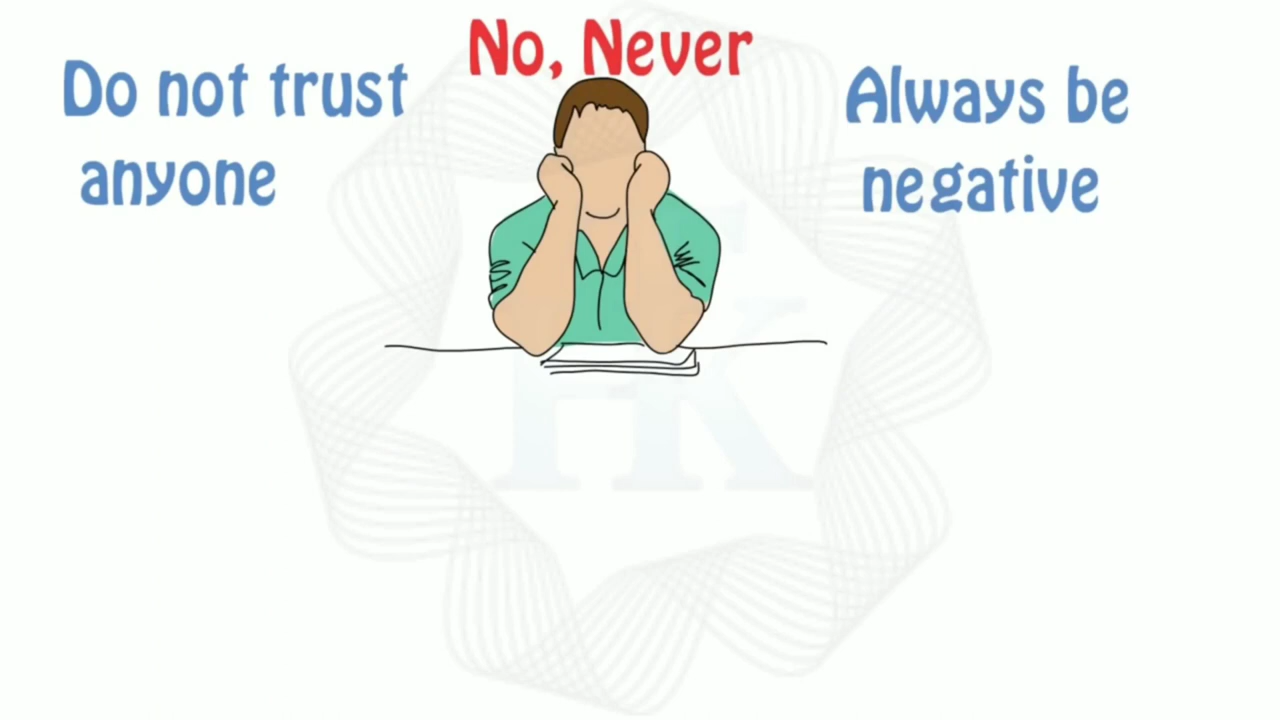 No, Never
Do not trust
anyone
Always be
negative